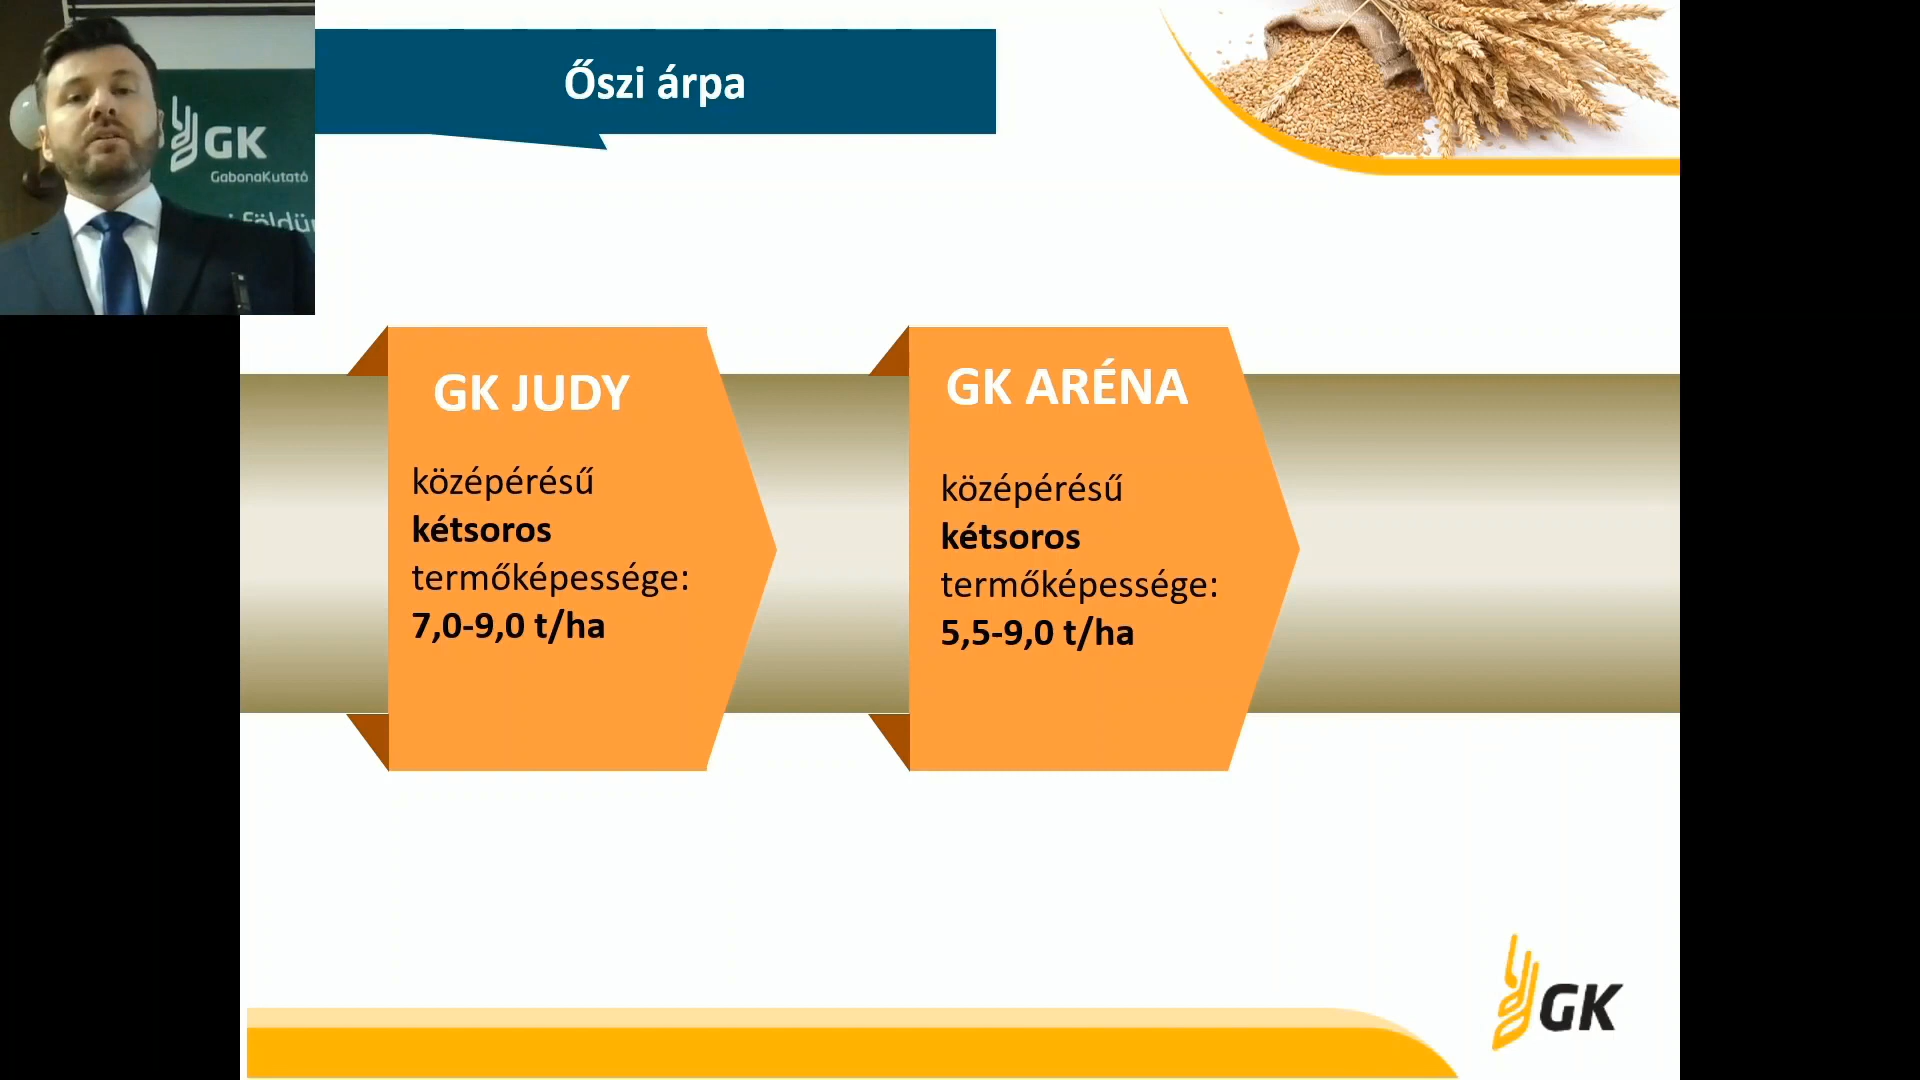 Őszi árpa
GK
GabonaKutató
GK JUDY
középérésű
kétsoros
termőképessége:
7,0-9,0 t/ha
GK ARÉNA
középérésű
kétsoros
termőképessége:
5,5-9,0 t/ha
GK